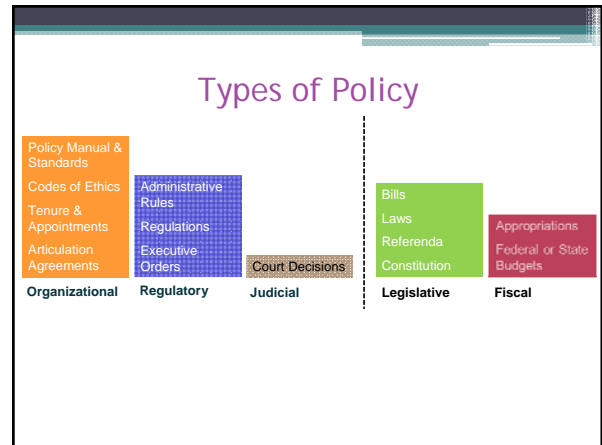 Types of Policy
Policy Manual &
Standards
Codes of Ethics
Tenure &
Appointments
Articulation
Agreements
Organizational
Administrative
Rules
Regulations
Executive
Orders
Regulatory
Court Decisions
Judicial
Bills
Laws
Referenda
Constitution
Legislative
Appropriations
Federal or State
Budgets
Fiscal